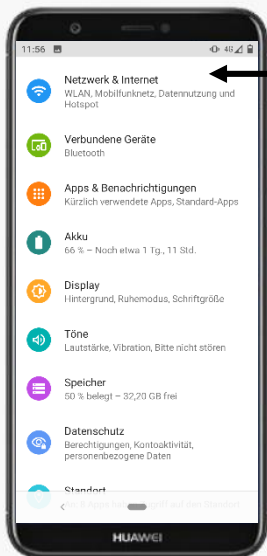 11:56 4G
Netzwerk & Internet
WLAN, Mobilfunknetz, Datennutzung und
Hotspot
Verbundene Geräte
Bluetooth
Apps & Benachrichtigungen
Kürzlich verwendete Apps, Standard-Apps
Akku
66 % – Noch etwa 1 Tg., 11 Std.
Display
Hintergrund, Ruhemodus, Schriftgröße
Töne
Lautstärke, Vibration, Bitte nicht stören
Speicher
50 % belegt – 32,20 GB frei
Datenschutz
Berechtigungen, Kontoaktivität,
personenbezogene Daten
Standort
HUAWEI